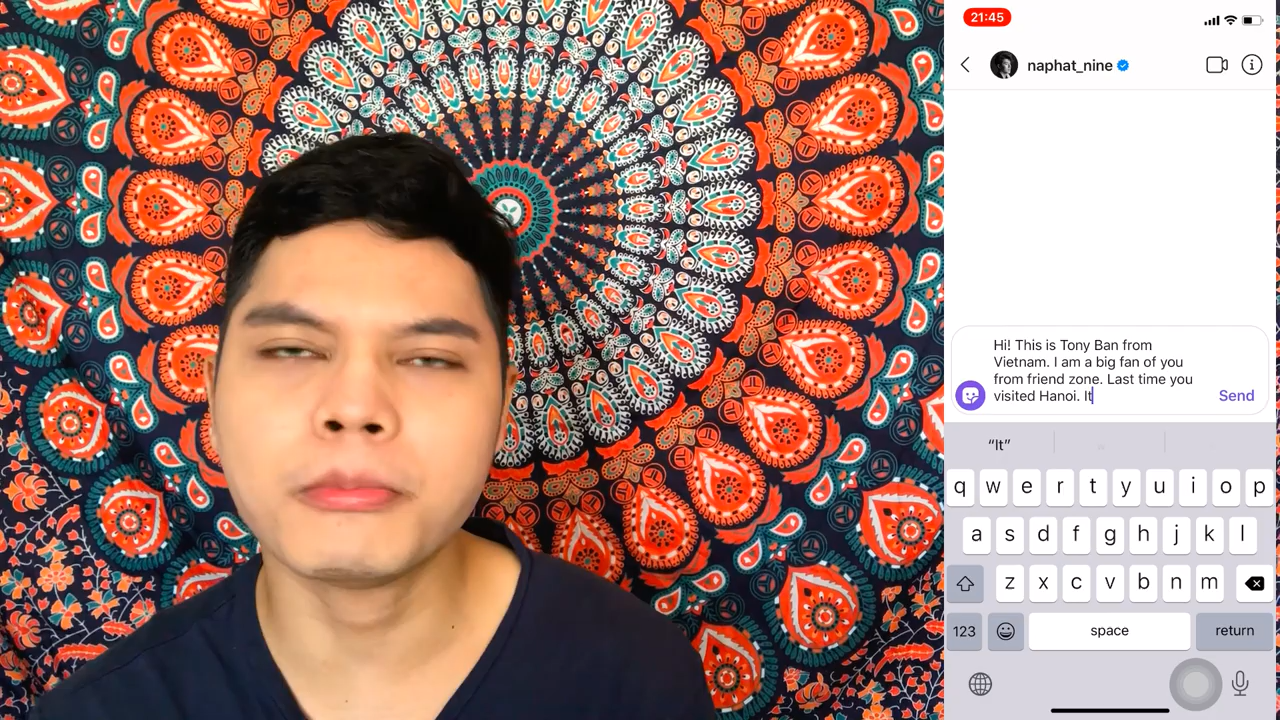 21:45
naphat_nine
Hi! This is Tony Ban from
Vietnam. I am a big fan of you
from friend zone. Last time you
visited Hanoi. It
Send
“It”
q w e r t y u i o p
a s d f g h j k l
z x c v b n m
123
space
return